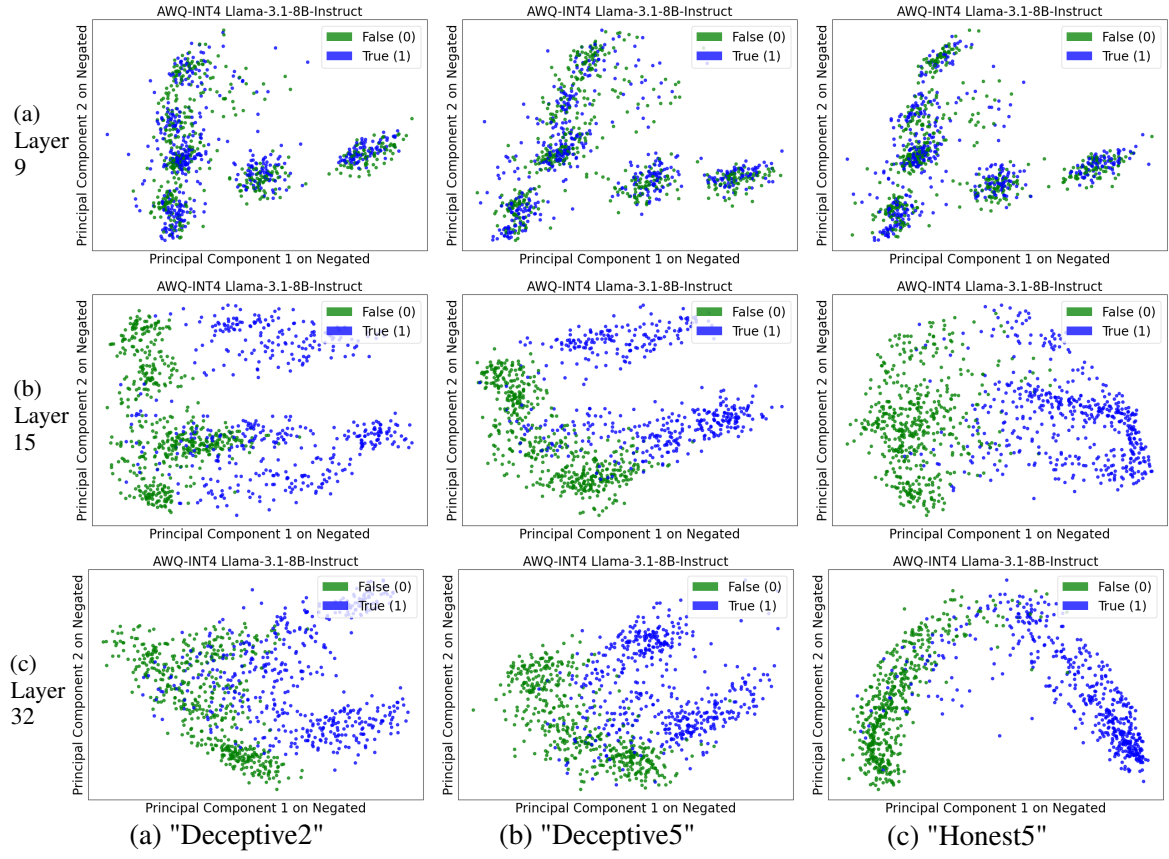 AWQ-INT4 Llama-3.1-8B-Instruct
AWQ-INT4 Llama-3.1-8B-Instruct
AWQ-INT4 Llama-3.1-8B-Instruct
(a)
Layer
9
Principal Component 2 on Negated
False (0)
True (1)
Principal Component 1 on Negated
Principal Component 2 on Negated
False (0)
True (1)
Principal Component 1 on Negated
Principal Component 2 on Negated
False (0)
True (1)
Principal Component 1 on Negated
AWQ-INT4 Llama-3.1-8B-Instruct
AWQ-INT4 Llama-3.1-8B-Instruct
AWQ-INT4 Llama-3.1-8B-Instruct
(b)
Layer
15
Principal Component 2 on Negated
False (0)
True (1)
Principal Component 1 on Negated
Principal Component 2 on Negated
False (0)
True (1)
Principal Component 1 on Negated
Principal Component 2 on Negated
False (0)
True (1)
Principal Component 1 on Negated
AWQ-INT4 Llama-3.1-8B-Instruct
AWQ-INT4 Llama-3.1-8B-Instruct
AWQ-INT4 Llama-3.1-8B-Instruct
(c)
Layer
32
Principal Component 2 on Negated
False (0)
True (1)
Principal Component 1 on Negated
Principal Component 2 on Negated
False (0)
True (1)
Principal Component 1 on Negated
Principal Component 2 on Negated
False (0)
True (1)
Principal Component 1 on Negated
(a) "Deceptive2"
(b) "Deceptive5"
(c) "Honest5"